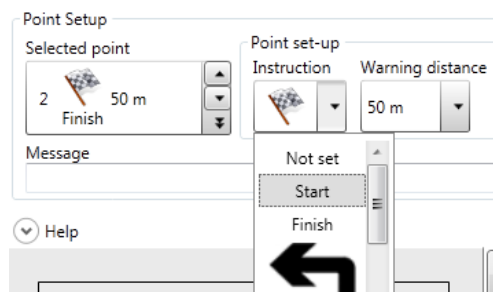 Point Setup
Selected point
2 50 m
Finish
Point set-up
Instruction Warning distance
50 m
Message
Not set
Start
Finish
Help